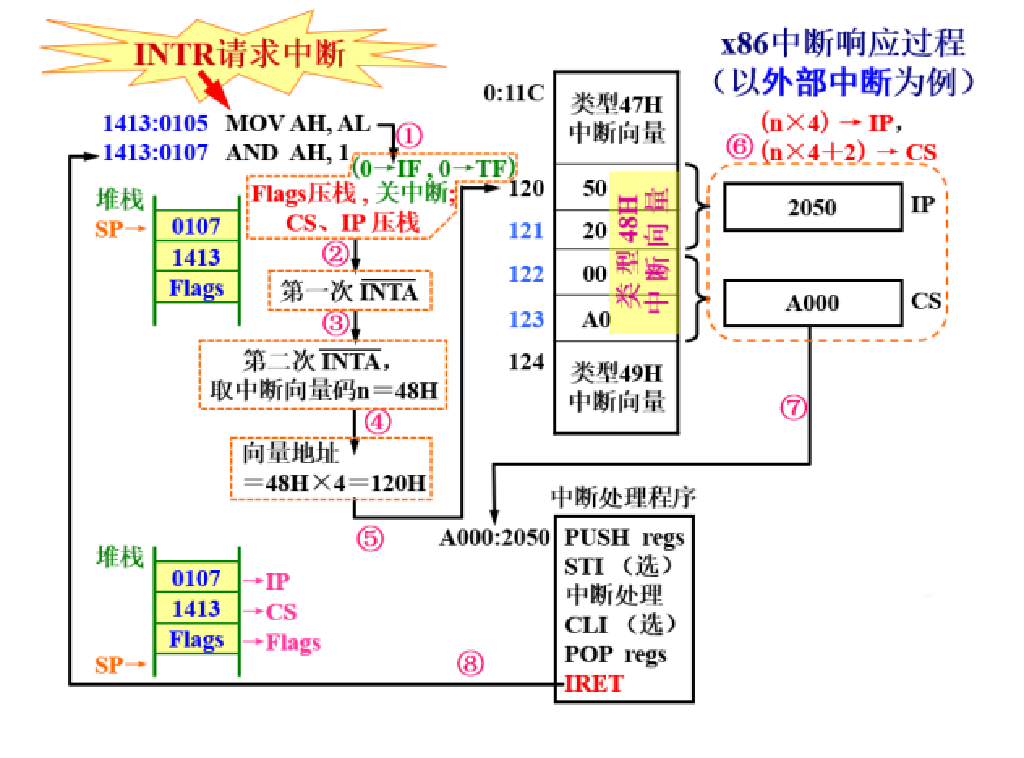 INTR请求中断
x86中断响应过程
（以外部中断为例）
1413:0105 MOV AH, AL
①
1413:0107 AND AH, 1
(0→IF , 0→TF)
Flags压栈 , 关中断;
CS、IP 压栈
堆栈
SP→
0107
1413
Flags
②
第一次 INTA
③
第二次 INTA，
取中断向量码n＝48H
④
向量地址
＝48H×4＝120H
⑤
0:11C
类型47H
中断向量
120
50
121
20
122
00
123
A0
类型48H
中断向量
124
类型49H
中断向量
⑥
(n×4) → IP，
(n×4＋2) → CS
2050
IP
A000
CS
⑦
中断处理程序
A000:2050
PUSH regs
STI （选）
中断处理
CLI （选）
POP regs
IRET
堆栈
0107 →IP
1413 →CS
Flags →Flags
SP→
⑧